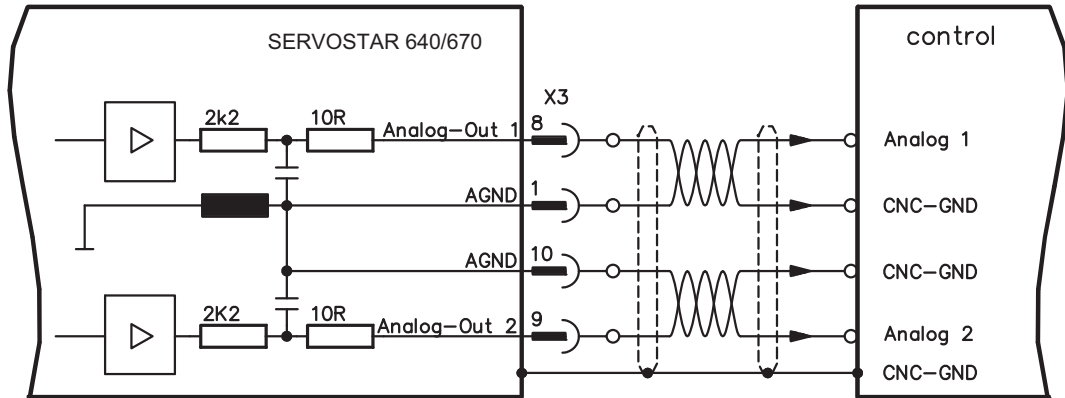 SERVOSTAR 640/670
control
X3
2k2
10R
Analog-Out 1
8
Analog 1
AGND
1
CNC-GND
AGND
10
CNC-GND
2K2
10R
Analog-Out 2
9
Analog 2
CNC-GND